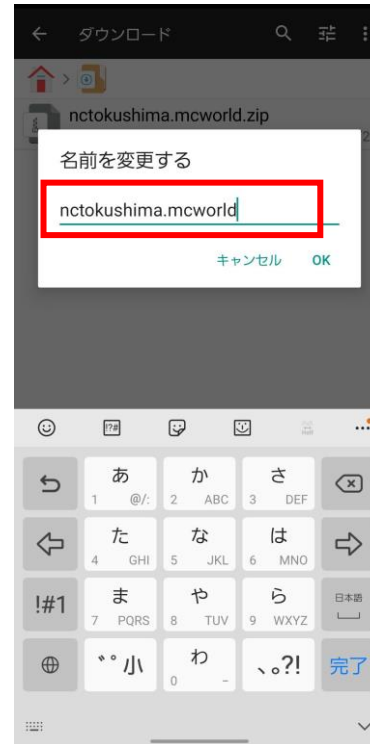 ダウンロード
nctokushima.mcworld.zip
名前を変更する
nctokushima.mcworld
キャンセル OK
!?#
あ か さ
1 @/: 2 ABC 3 DEF
た な は
4 GHI 5 JKL 6 MNO
!#1 ま や ら 日本語
7 PQRS 8 TUV 9 WXYZ
゛゜小 わ 、。?! 完了
0 -